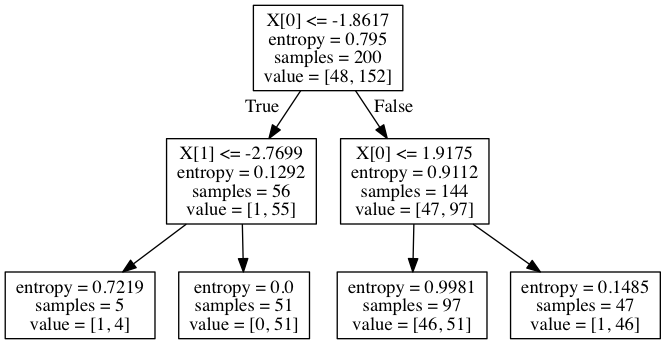 X[0] <= -1.8617
entropy = 0.795
samples = 200
value = [48, 152]
True
False
X[1] <= -2.7699
entropy = 0.1292
samples = 56
value = [1, 55]
X[0] <= 1.9175
entropy = 0.9112
samples = 144
value = [47, 97]
entropy = 0.7219
samples = 5
value = [1, 4]
entropy = 0.0
samples = 51
value = [0, 51]
entropy = 0.9981
samples = 97
value = [46, 51]
entropy = 0.1485
samples = 47
value = [1, 46]